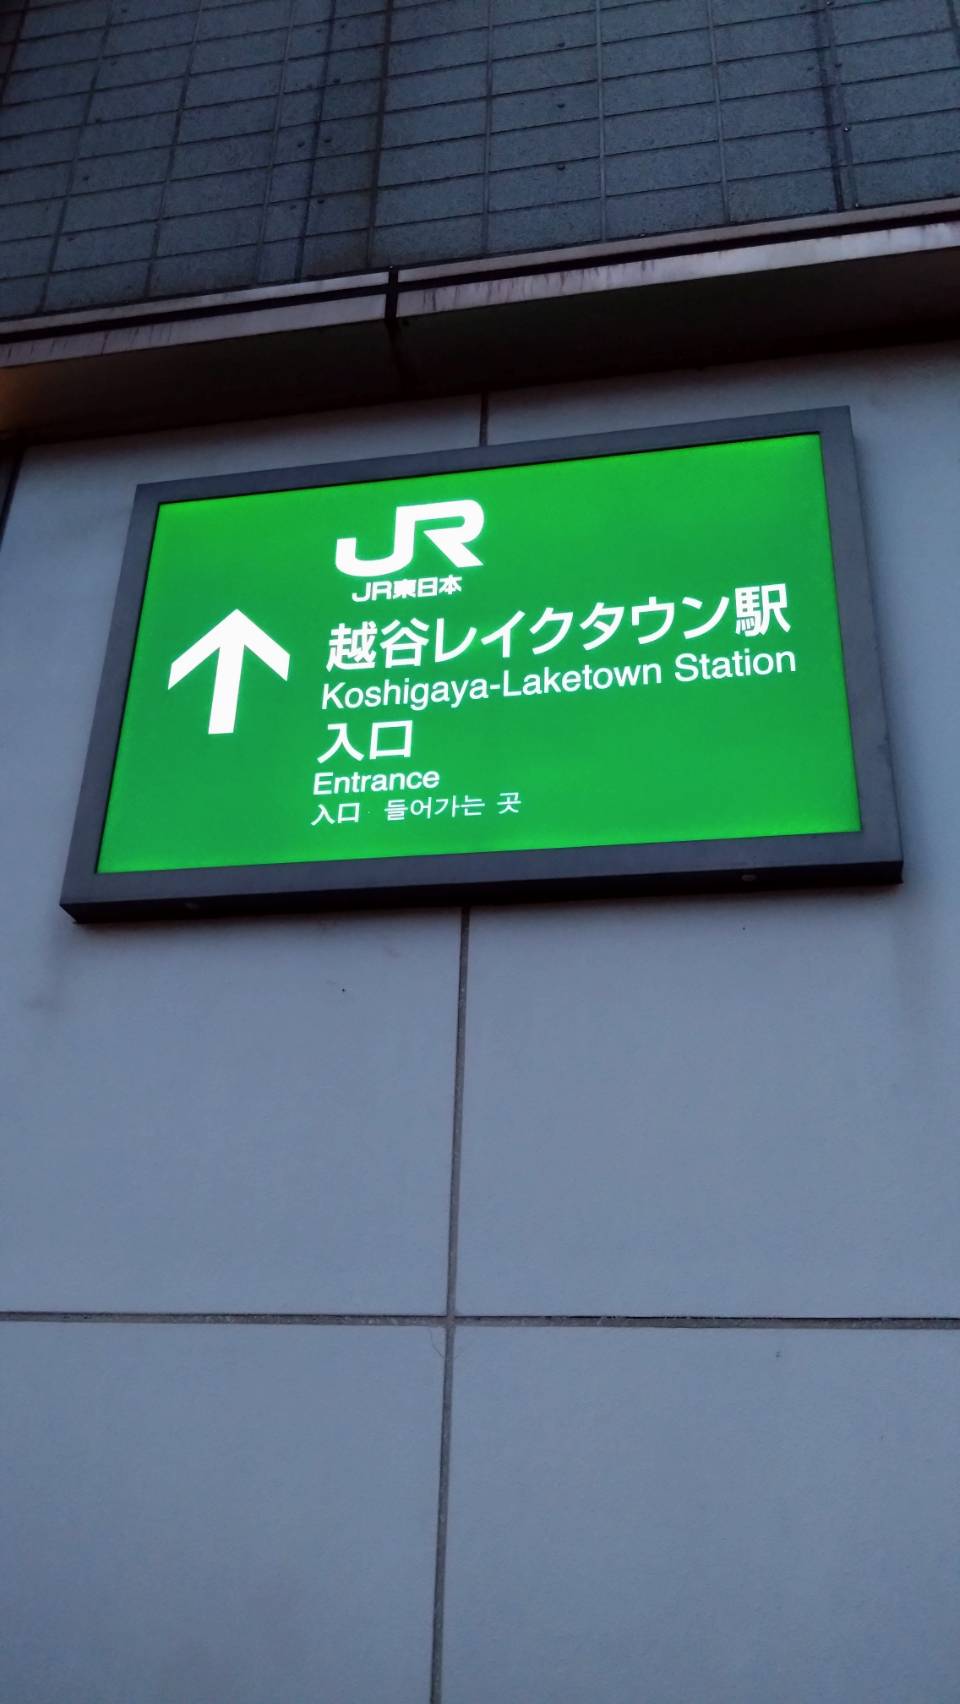 JR
JR東日本
越谷レイクタウン駅
Koshigaya-Laketown Station
入口
Entrance
入口 들어가는 곳